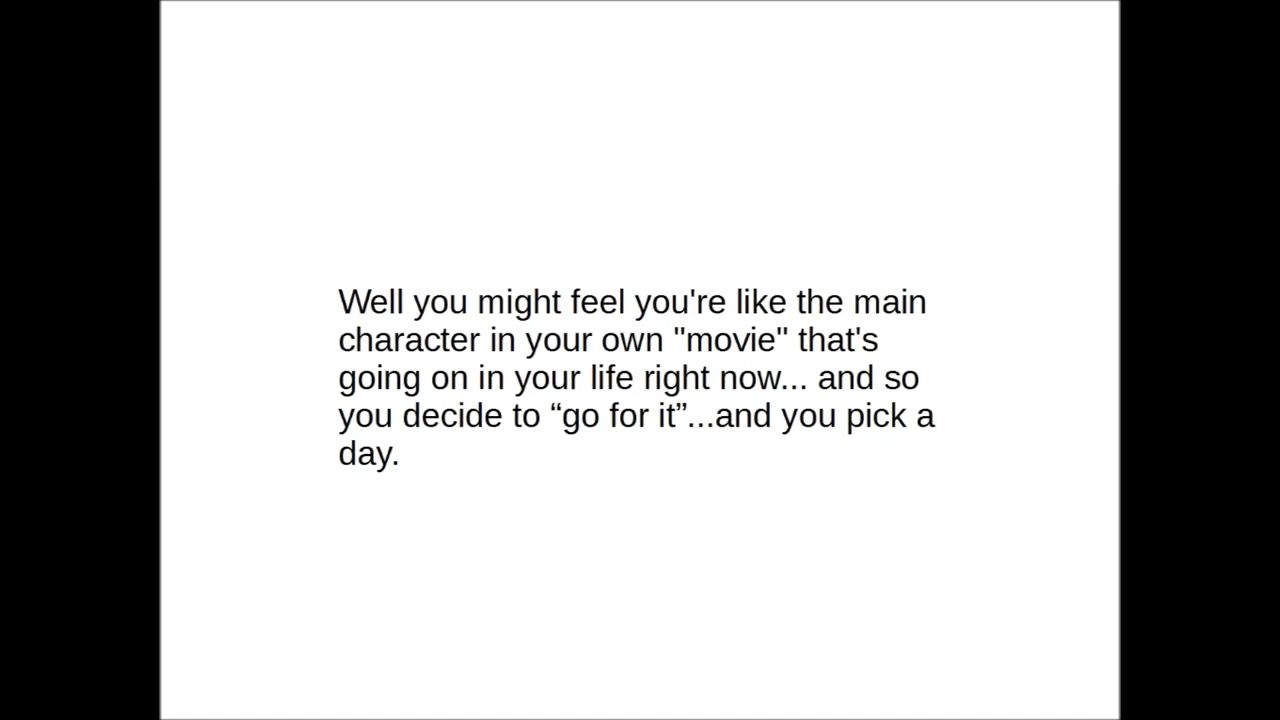 Well you might feel you're like the main
character in your own "movie" that's
going on in your life right now... and so
you decide to “go for it”...and you pick a
day.